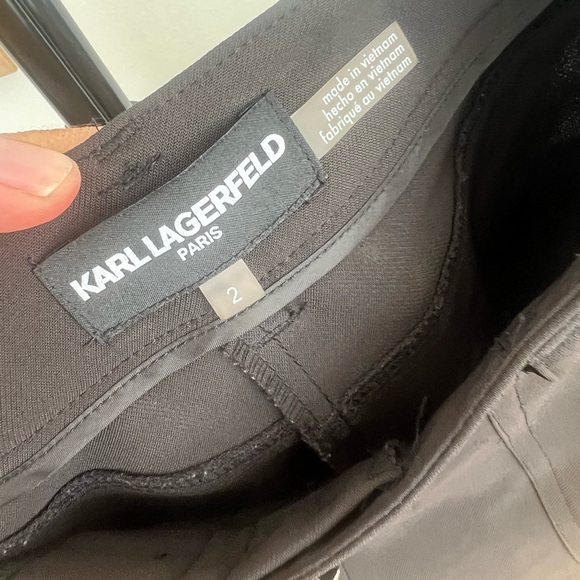 made in vietnam
hecho en vietnam
fabriqué au vietnam
KARL LAGERFELD
PARIS
2